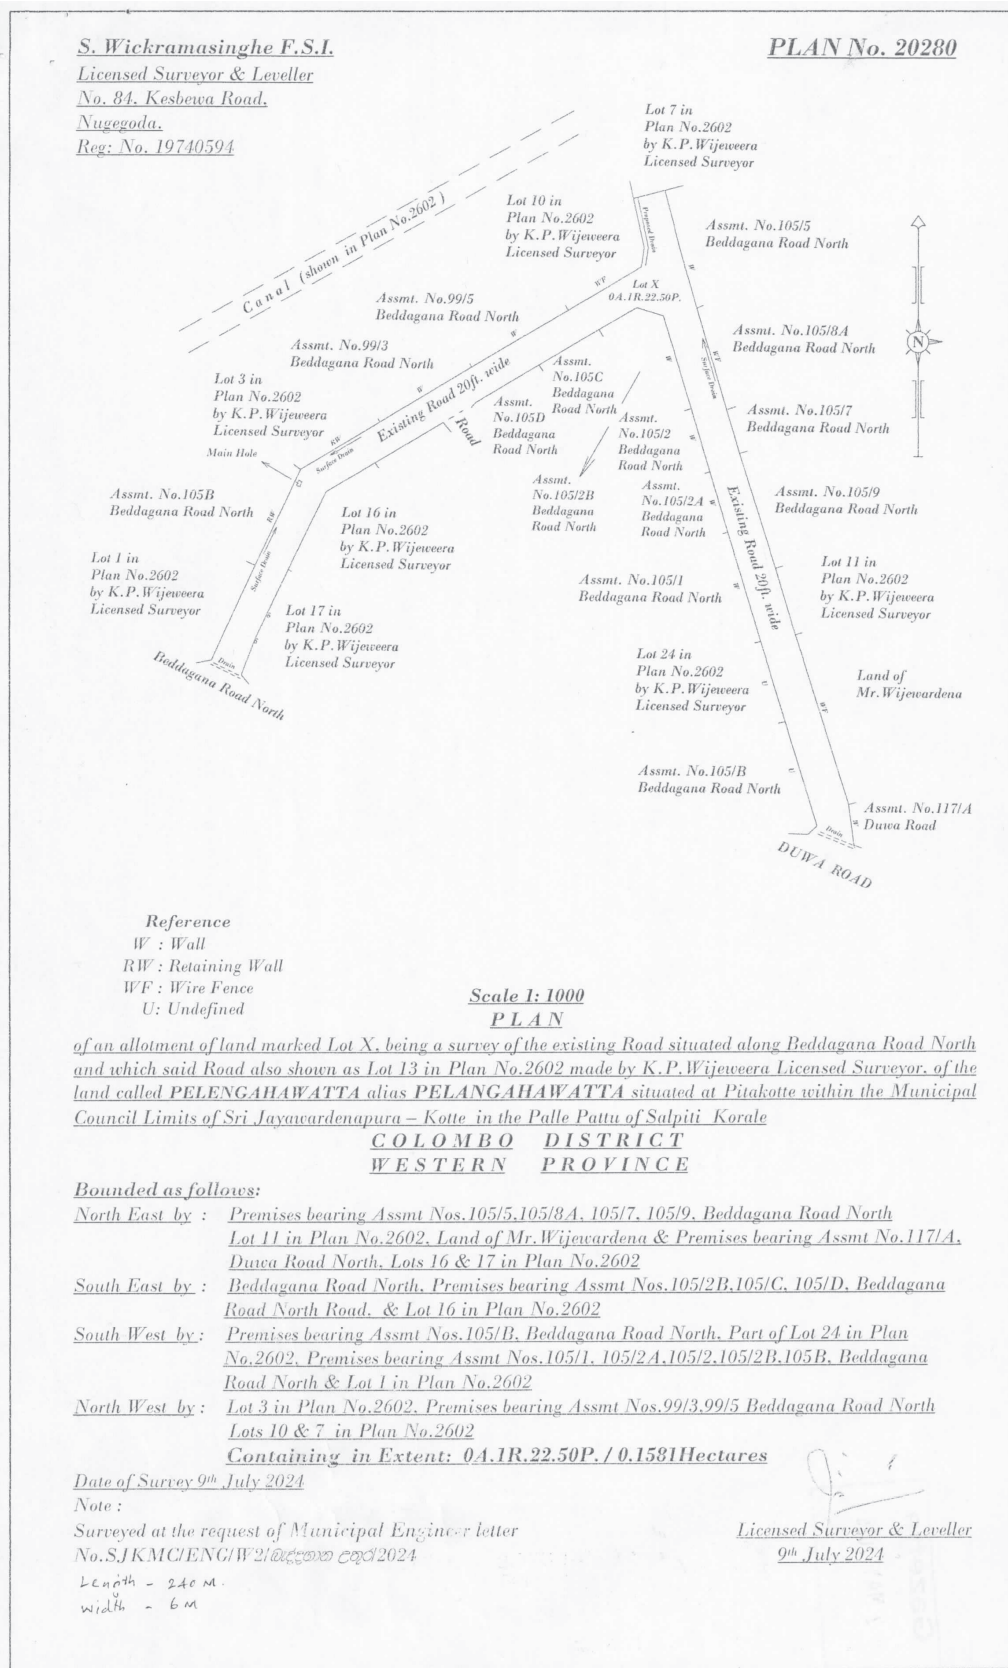 S. Wickramasinghe F.S.I.
Licensed Surveyor & Leveller
No. 84, Kesbewa Road,
Nugegoda.
Reg: No. 19740594
PLAN No. 20280
Lot 7 in
Plan No.2602
by K.P.Wijeweera
Licensed Surveyor
Canal (shown in Plan No.2602)
Lot 10 in
Plan No.2602
by K.P.Wijeweera
Licensed Surveyor
Proposed Drain
Assmt. No.105/5
Beddagana Road North
W
WF
Lot X
0A.1R.22.50P.
N
Assmt. No.99/5
Beddagana Road North
W
Assmt. No.105/8A
Beddagana Road North
WF
Surface Drain
W
Assmt. No.99/3
Beddagana Road North
W
Existing Road 20ft. wide
Assmt.
No.105C
Beddagana
Road North
Lot 3 in
Plan No.2602
by K.P.Wijeweera
Licensed Surveyor
Assmt.
No.105D
Beddagana
Road North
Road
Assmt.
No.105/2
Beddagana
Road North
W
Assmt. No.105/7
Beddagana Road North
RW
Surface Drain
Main Hole
Assmt.
No.105/2B
Beddagana
Road North
Assmt.
No.105/2A
Beddagana
Road North
W
Existing Road 20ft. wide
Assmt. No.105/9
Beddagana Road North
Assmt. No.105B
Beddagana Road North
RW
Lot 16 in
Plan No.2602
by K.P.Wijeweera
Licensed Surveyor
Lot 1 in
Plan No.2602
by K.P.Wijeweera
Licensed Surveyor
Surface Drain
Assmt. No.105/1
Beddagana Road North
W
Lot 11 in
Plan No.2602
by K.P.Wijeweera
Licensed Surveyor
Lot 17 in
Plan No.2602
by K.P.Wijeweera
Licensed Surveyor
Drain
Beddagana Road North
Lot 24 in
Plan No.2602
by K.P.Wijeweera
Licensed Surveyor
U
Land of
Mr. Wijewardena
Assmt. No.105/B
Beddagana Road North
U
Assmt. No.117/A
Duwa Road
Drain
DUWA ROAD
Reference
W : Wall
RW : Retaining Wall
WF : Wire Fence
U: Undefined
Scale 1: 1000
PLAN
of an allotment of land marked Lot X, being a survey of the existing Road situated along Beddagana Road North
and which said Road also shown as Lot 13 in Plan No.2602 made by K.P.Wijeweera Licensed Surveyor, of the
land called PELENGAHAWATTA alias PELANGAHAWATTA situated at Pitakotte within the Municipal
Council Limits of Sri Jayawardenapura – Kotte in the Palle Pattu of Salpiti Korale
COLOMBO DISTRICT
WESTERN PROVINCE
Bounded as follows:
North East by : Premises bearing Assmt Nos.105/5,105/8A, 105/7, 105/9, Beddagana Road North
Lot 11 in Plan No.2602, Land of Mr.Wijewardena & Premises bearing Assmt No.117/A,
Duwa Road North, Lots 16 & 17 in Plan No.2602
South East by : Beddagana Road North, Premises bearing Assmt Nos.105/2B,105/C, 105/D, Beddagana
Road North Road, & Lot 16 in Plan No.2602
South West by : Premises bearing Assmt Nos.105/B, Beddagana Road North, Part of Lot 24 in Plan
No.2602, Premises bearing Assmt Nos.105/1, 105/2A,105/2,105/2B,105B, Beddagana
Road North & Lot 1 in Plan No.2602
North West by : Lot 3 in Plan No.2602, Premises bearing Assmt Nos.99/3,99/5 Beddagana Road North
Lots 10 & 7 in Plan No.2602
Containing in Extent: 0A.1R.22.50P. / 0.1581Hectares
Date of Survey 9th July 2024
Note :
Surveyed at the request of Municipal Engineer letter
No.SJKMC/ENG/W2/බැද්දගාන උතුර/2024
Licensed Surveyor & Leveller
9th July 2024
Length - 240 M.
Width - 6 M